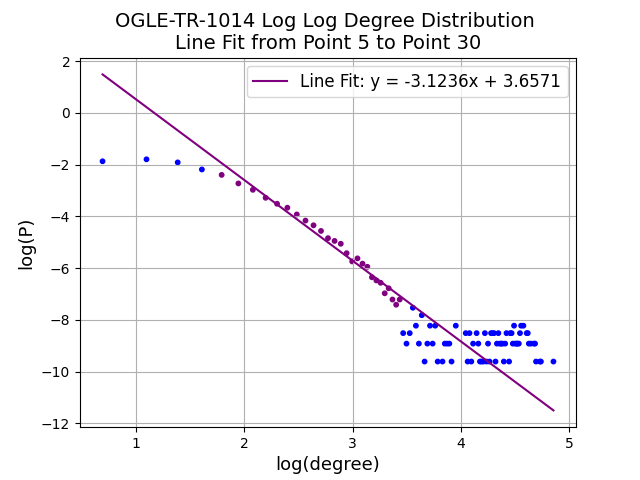 OGLE-TR-1014 Log Log Degree Distribution
Line Fit from Point 5 to Point 30
Line Fit: y = -3.1236x + 3.6571
log(P)
2
0
−2
−4
−6
−8
−10
−12
1 2 3 4 5
log(degree)